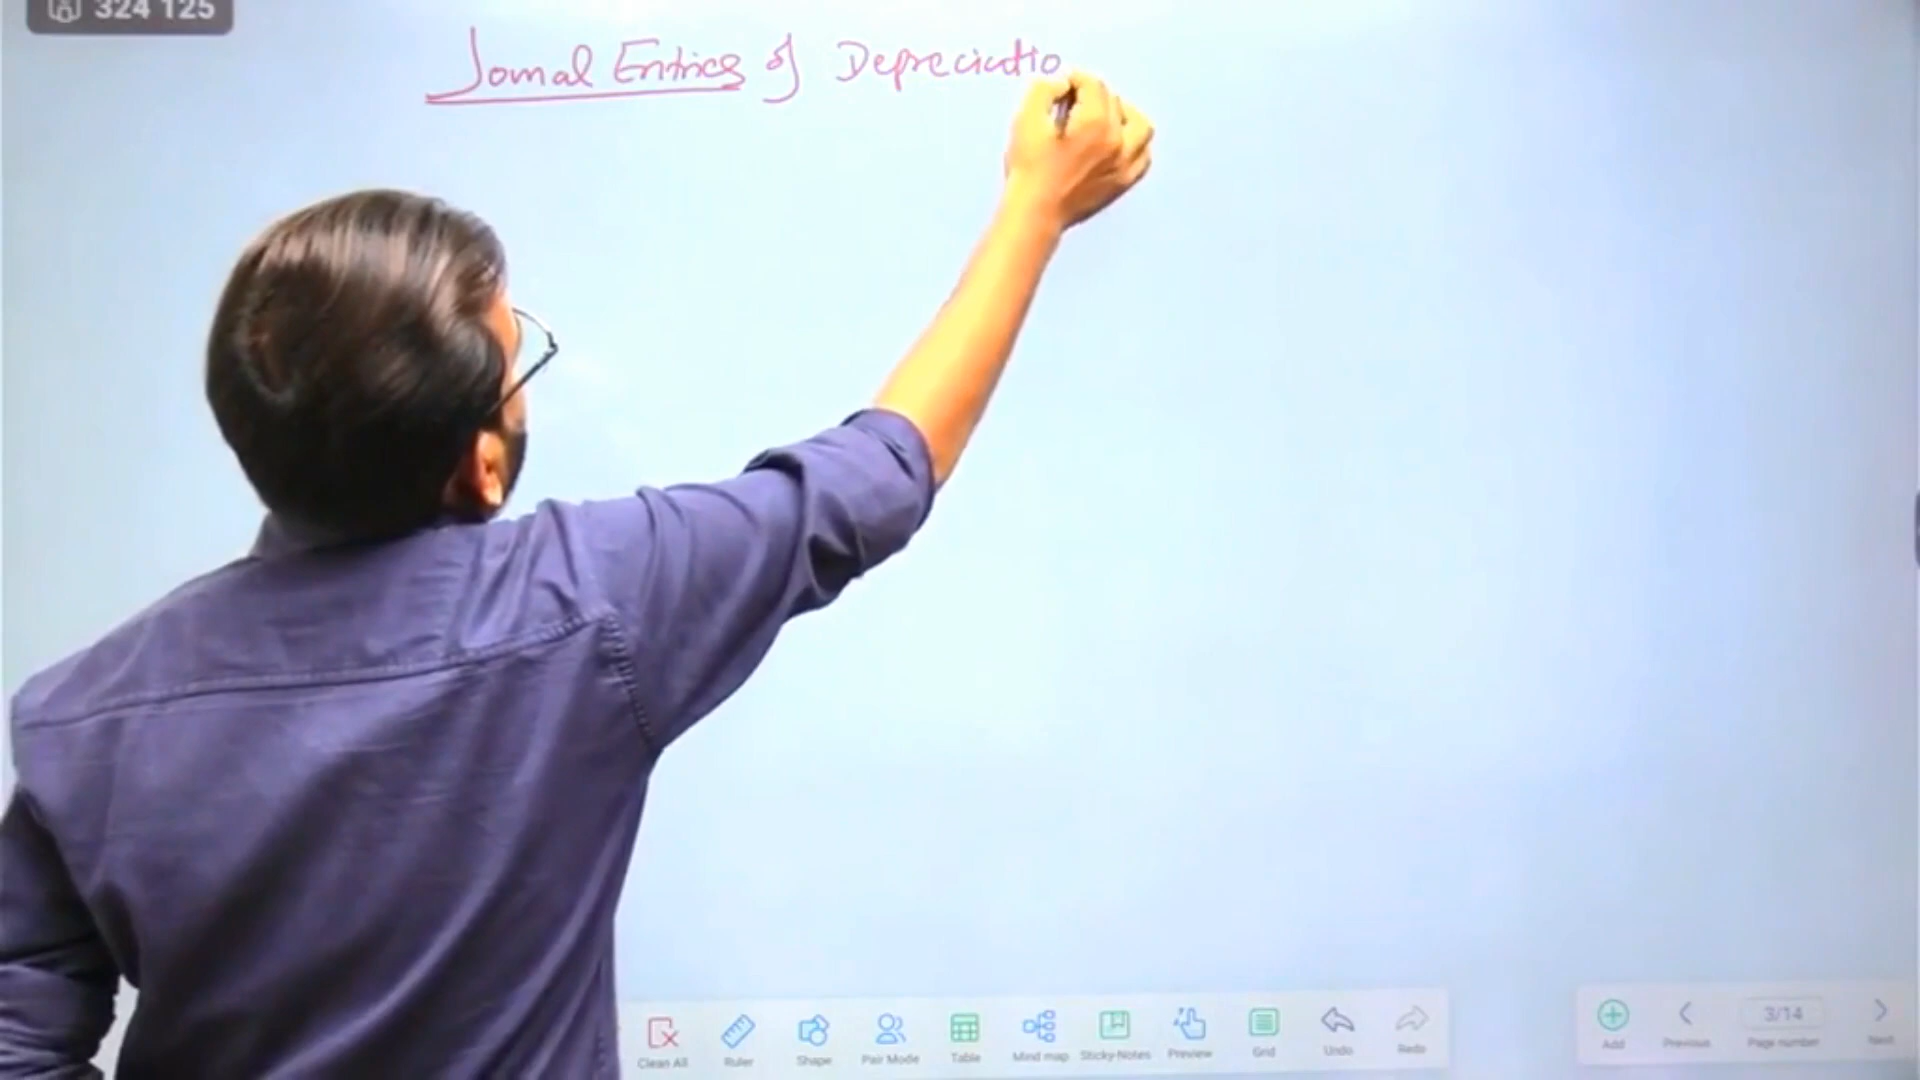 324 125
Jornal Entries of Depreciatio
Clean All
Ruler
Shape
Pair Mode
Table
Mind map
Sticky-Notes
Preview
Grid
Undo
Redo
Add
Previous
3/14
Page number
Next